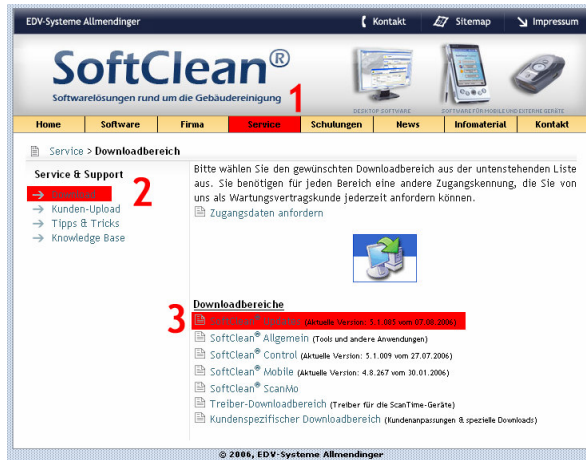 EDV-Systeme Allmendinger
Kontakt Sitemap Impressum
SoftClean®
Softwarelösungen rund um die Gebäudereinigung
1
DESKTOP SOFTWARE
SOFTWARE FÜR MOBILE UND EXTERNE GERÄTE
Home Software Firma Service Schulungen News Infomaterial Kontakt
Service > Downloadbereich
Service & Support
2
Kunden-Upload
Tipps & Tricks
Knowledge Base
Bitte wählen Sie den gewünschten Downloadbereich aus der untenstehenden Liste
aus. Sie benötigen für jeden Bereich eine andere Zugangskennung, die Sie von
uns als Wartungsvertragskunde jederzeit anfordern können.
Zugangsdaten anfordern
Downloadbereiche
3
SoftClean® (Aktuelle Version: 5.1.085 vom 07.08.2006)
SoftClean® Allgemein (Tools und andere Anwendungen)
SoftClean® Control (Aktuelle Version: 5.1.009 vom 27.07.2006)
SoftClean® Mobile (Aktuelle Version: 4.8.267 vom 30.01.2006)
SoftClean® ScanMo
Treiber-Downloadbereich (Treiber für die ScanTime-Geräte)
Kundenspezifischer Downloadbereich (Kundenanpassungen & spezielle Downloads)
© 2006, EDV-Systeme Allmendinger